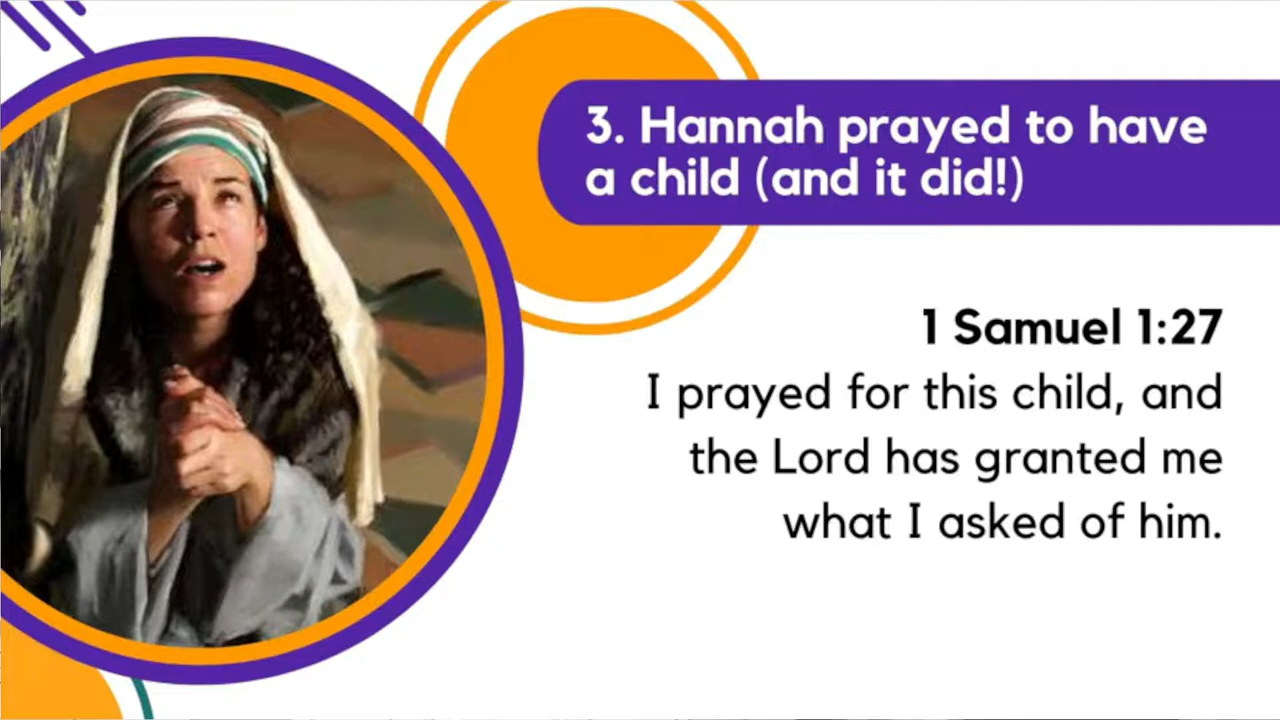 3. Hannah prayed to have
a child (and it did!)
1 Samuel 1:27
I prayed for this child, and
the Lord has granted me
what I asked of him.